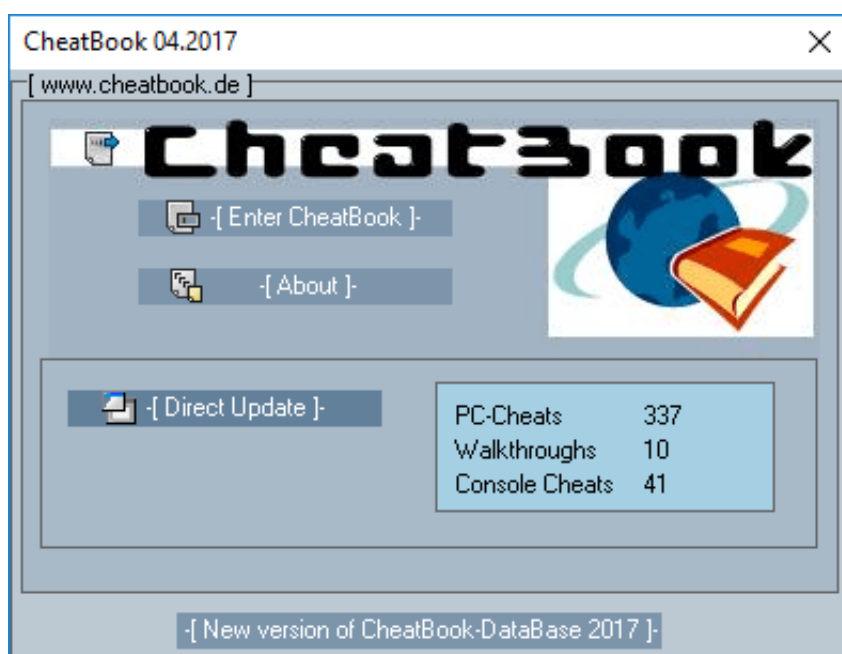 CheatBook 04.2017
-[ www.cheatbook.de ]
CheatBook
-[ Enter CheatBook ]-
-[ About ]-
-[ Direct Update ]-
PC-Cheats 337
Walkthroughs 10
Console Cheats 41
-[ New version of CheatBook-DataBase 2017 ]-